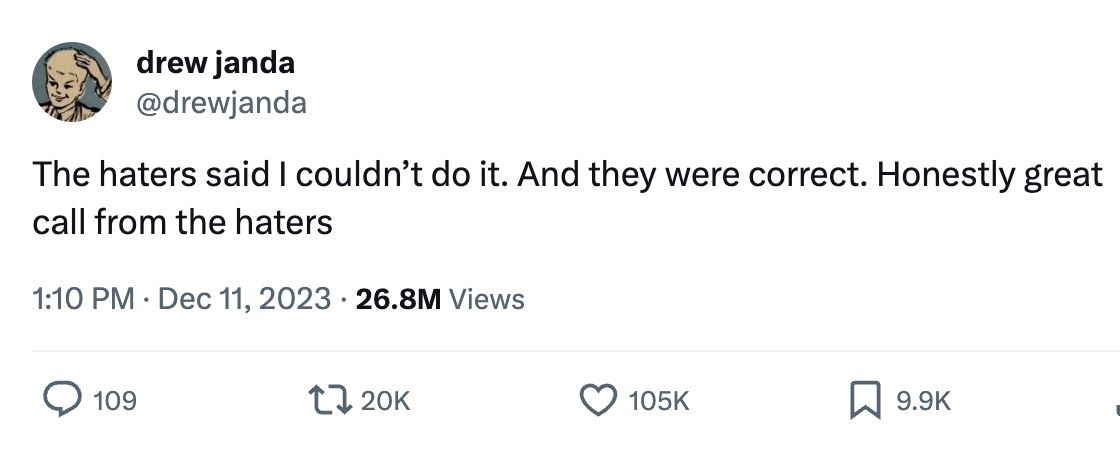 drew janda
@drewjanda
The haters said I couldn’t do it. And they were correct. Honestly great
call from the haters
1:10 PM · Dec 11, 2023 · 26.8M Views
109 20K 105K 9.9K